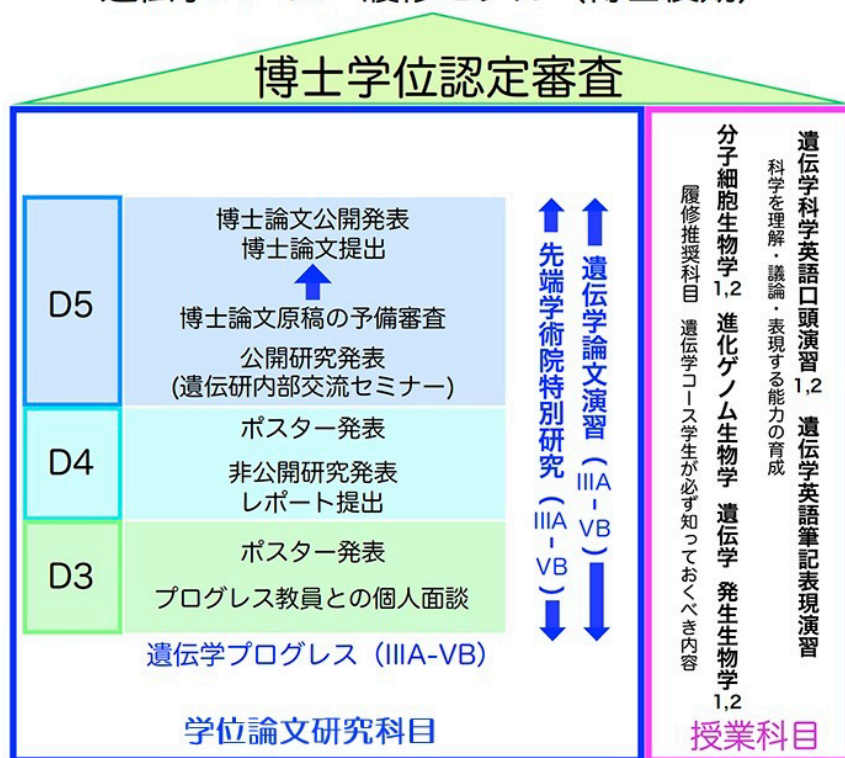 博士学位認定審査
D5
博士論文公開発表
博士論文提出
博士論文原稿の予備審査
公開研究発表
(遺伝研内部交流セミナー)
D4
ポスター発表
非公開研究発表
レポート提出
D3
ポスター発表
プログレス教員との個人面談
遺伝学プログレス（IIIA-VB）
先端学術院特別研究（IIIA-VB）
遺伝学論文演習（IIIA-VB）
学位論文研究科目
遺伝学科学英語口頭演習1,2 遺伝学英語筆記表現演習
科学を理解・議論・表現する能力の育成
分子細胞生物学1,2 進化ゲノム生物学 遺伝学 発生生物学1,2
履修推奨科目 遺伝学コース学生が必ず知っておくべき内容
授業科目